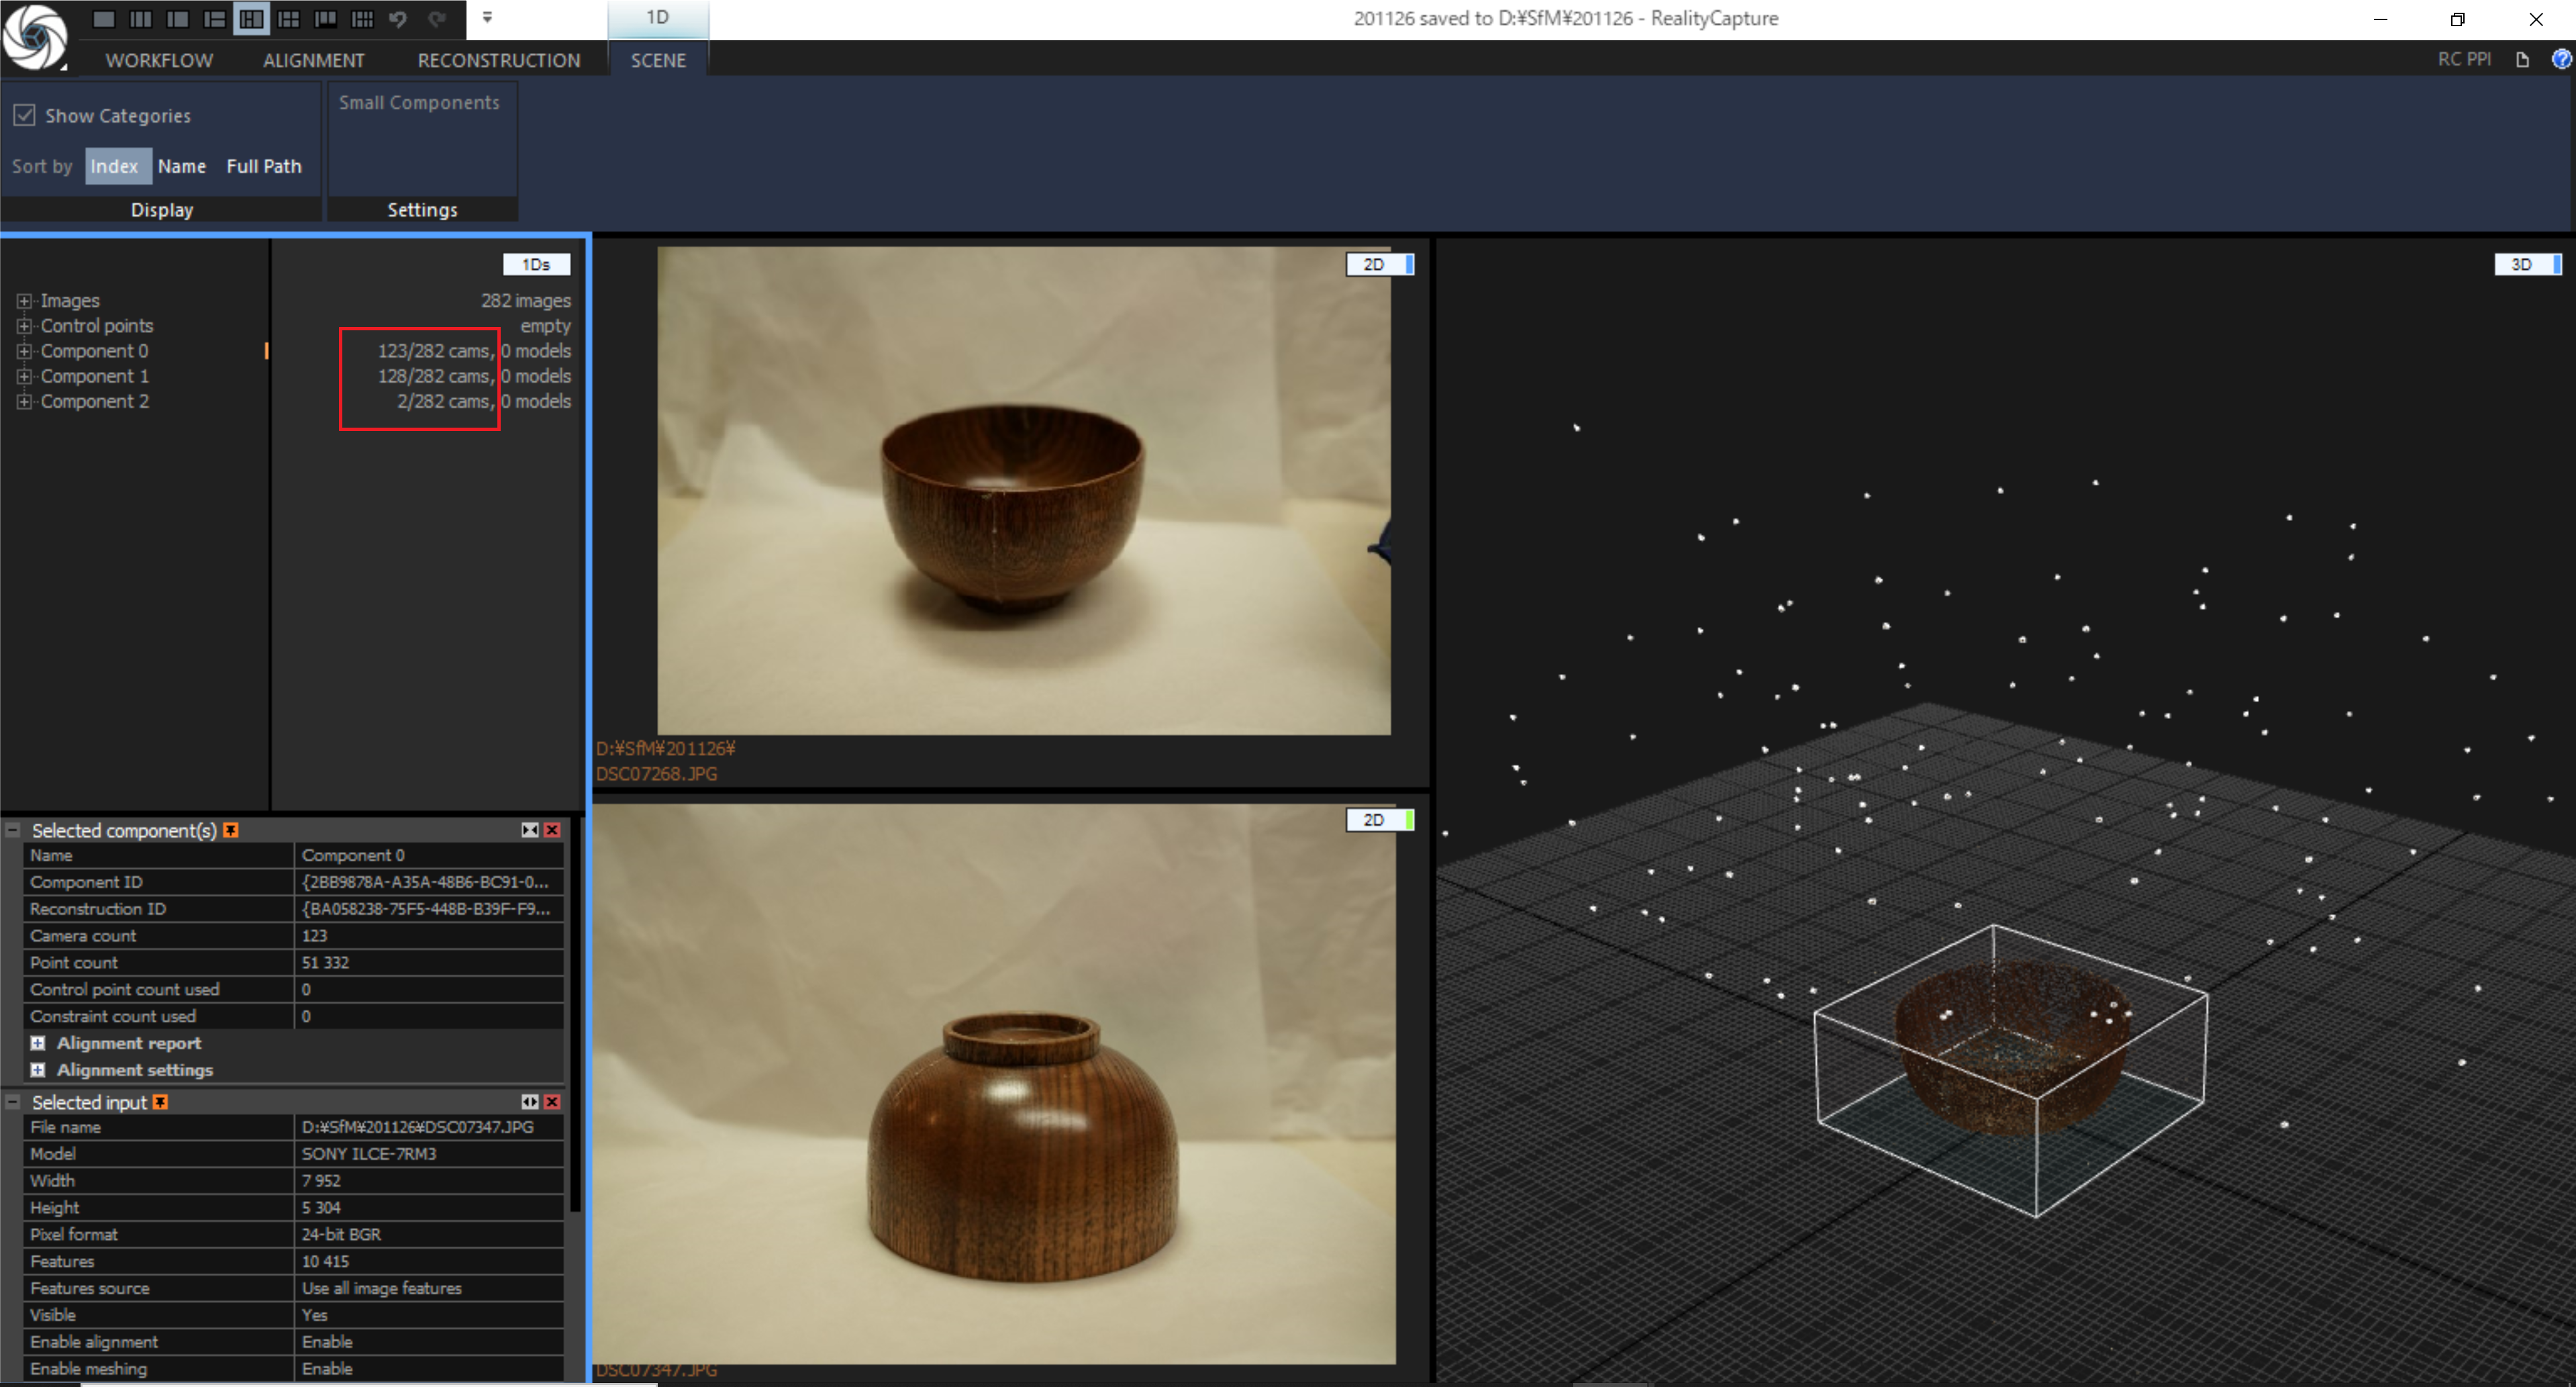 1D
201126 saved to D:¥SfM¥201126 - RealityCapture
WORKFLOW ALIGNMENT RECONSTRUCTION SCENE
RC PPI
Show Categories
Sort by Index Name Full Path
Display
Small Components
Settings
1Ds
Images 282 images
Control points empty
Component 0 123/282 cams, 0 models
Component 1 128/282 cams, 0 models
Component 2 2/282 cams, 0 models
2D
D:¥SfM¥201126¥
DSC07268.JPG
2D
DSC07347.JPG
3D
Selected component(s)
Name Component 0
Component ID {2BB9878A-A35A-48B6-BC91-0...
Reconstruction ID {BA058238-75F5-448B-B39F-F9...
Camera count 123
Point count 51 332
Control point count used 0
Constraint count used 0
Alignment report
Alignment settings
Selected input
File name D:¥SfM¥201126¥DSC07347.JPG
Model SONY ILCE-7RM3
Width 7 952
Height 5 304
Pixel format 24-bit BGR
Features 10 415
Features source Use all image features
Visible Yes
Enable alignment Enable
Enable meshing Enable